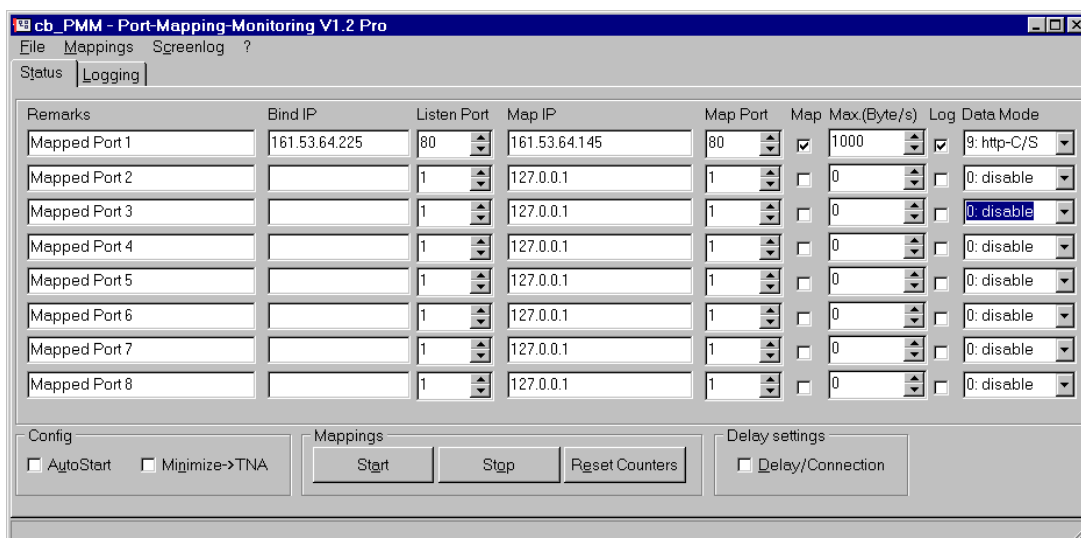 cb_PMM - Port-Mapping-Monitoring V1.2 Pro
File Mappings Screenlog ?
Status Logging
Remarks Bind IP Listen Port Map IP Map Port Map Max.(Byte/s) Log Data Mode
Mapped Port 1 161.53.64.225 80 161.53.64.145 80 1000 9: http-C/S
Mapped Port 2 1 127.0.0.1 1 0 0: disable
Mapped Port 3 1 127.0.0.1 1 0 0: disable
Mapped Port 4 1 127.0.0.1 1 0 0: disable
Mapped Port 5 1 127.0.0.1 1 0 0: disable
Mapped Port 6 1 127.0.0.1 1 0 0: disable
Mapped Port 7 1 127.0.0.1 1 0 0: disable
Mapped Port 8 1 127.0.0.1 1 0 0: disable
Config Mappings Delay settings
AutoStart Minimize->TNA Start Stop Reset Counters Delay/Connection